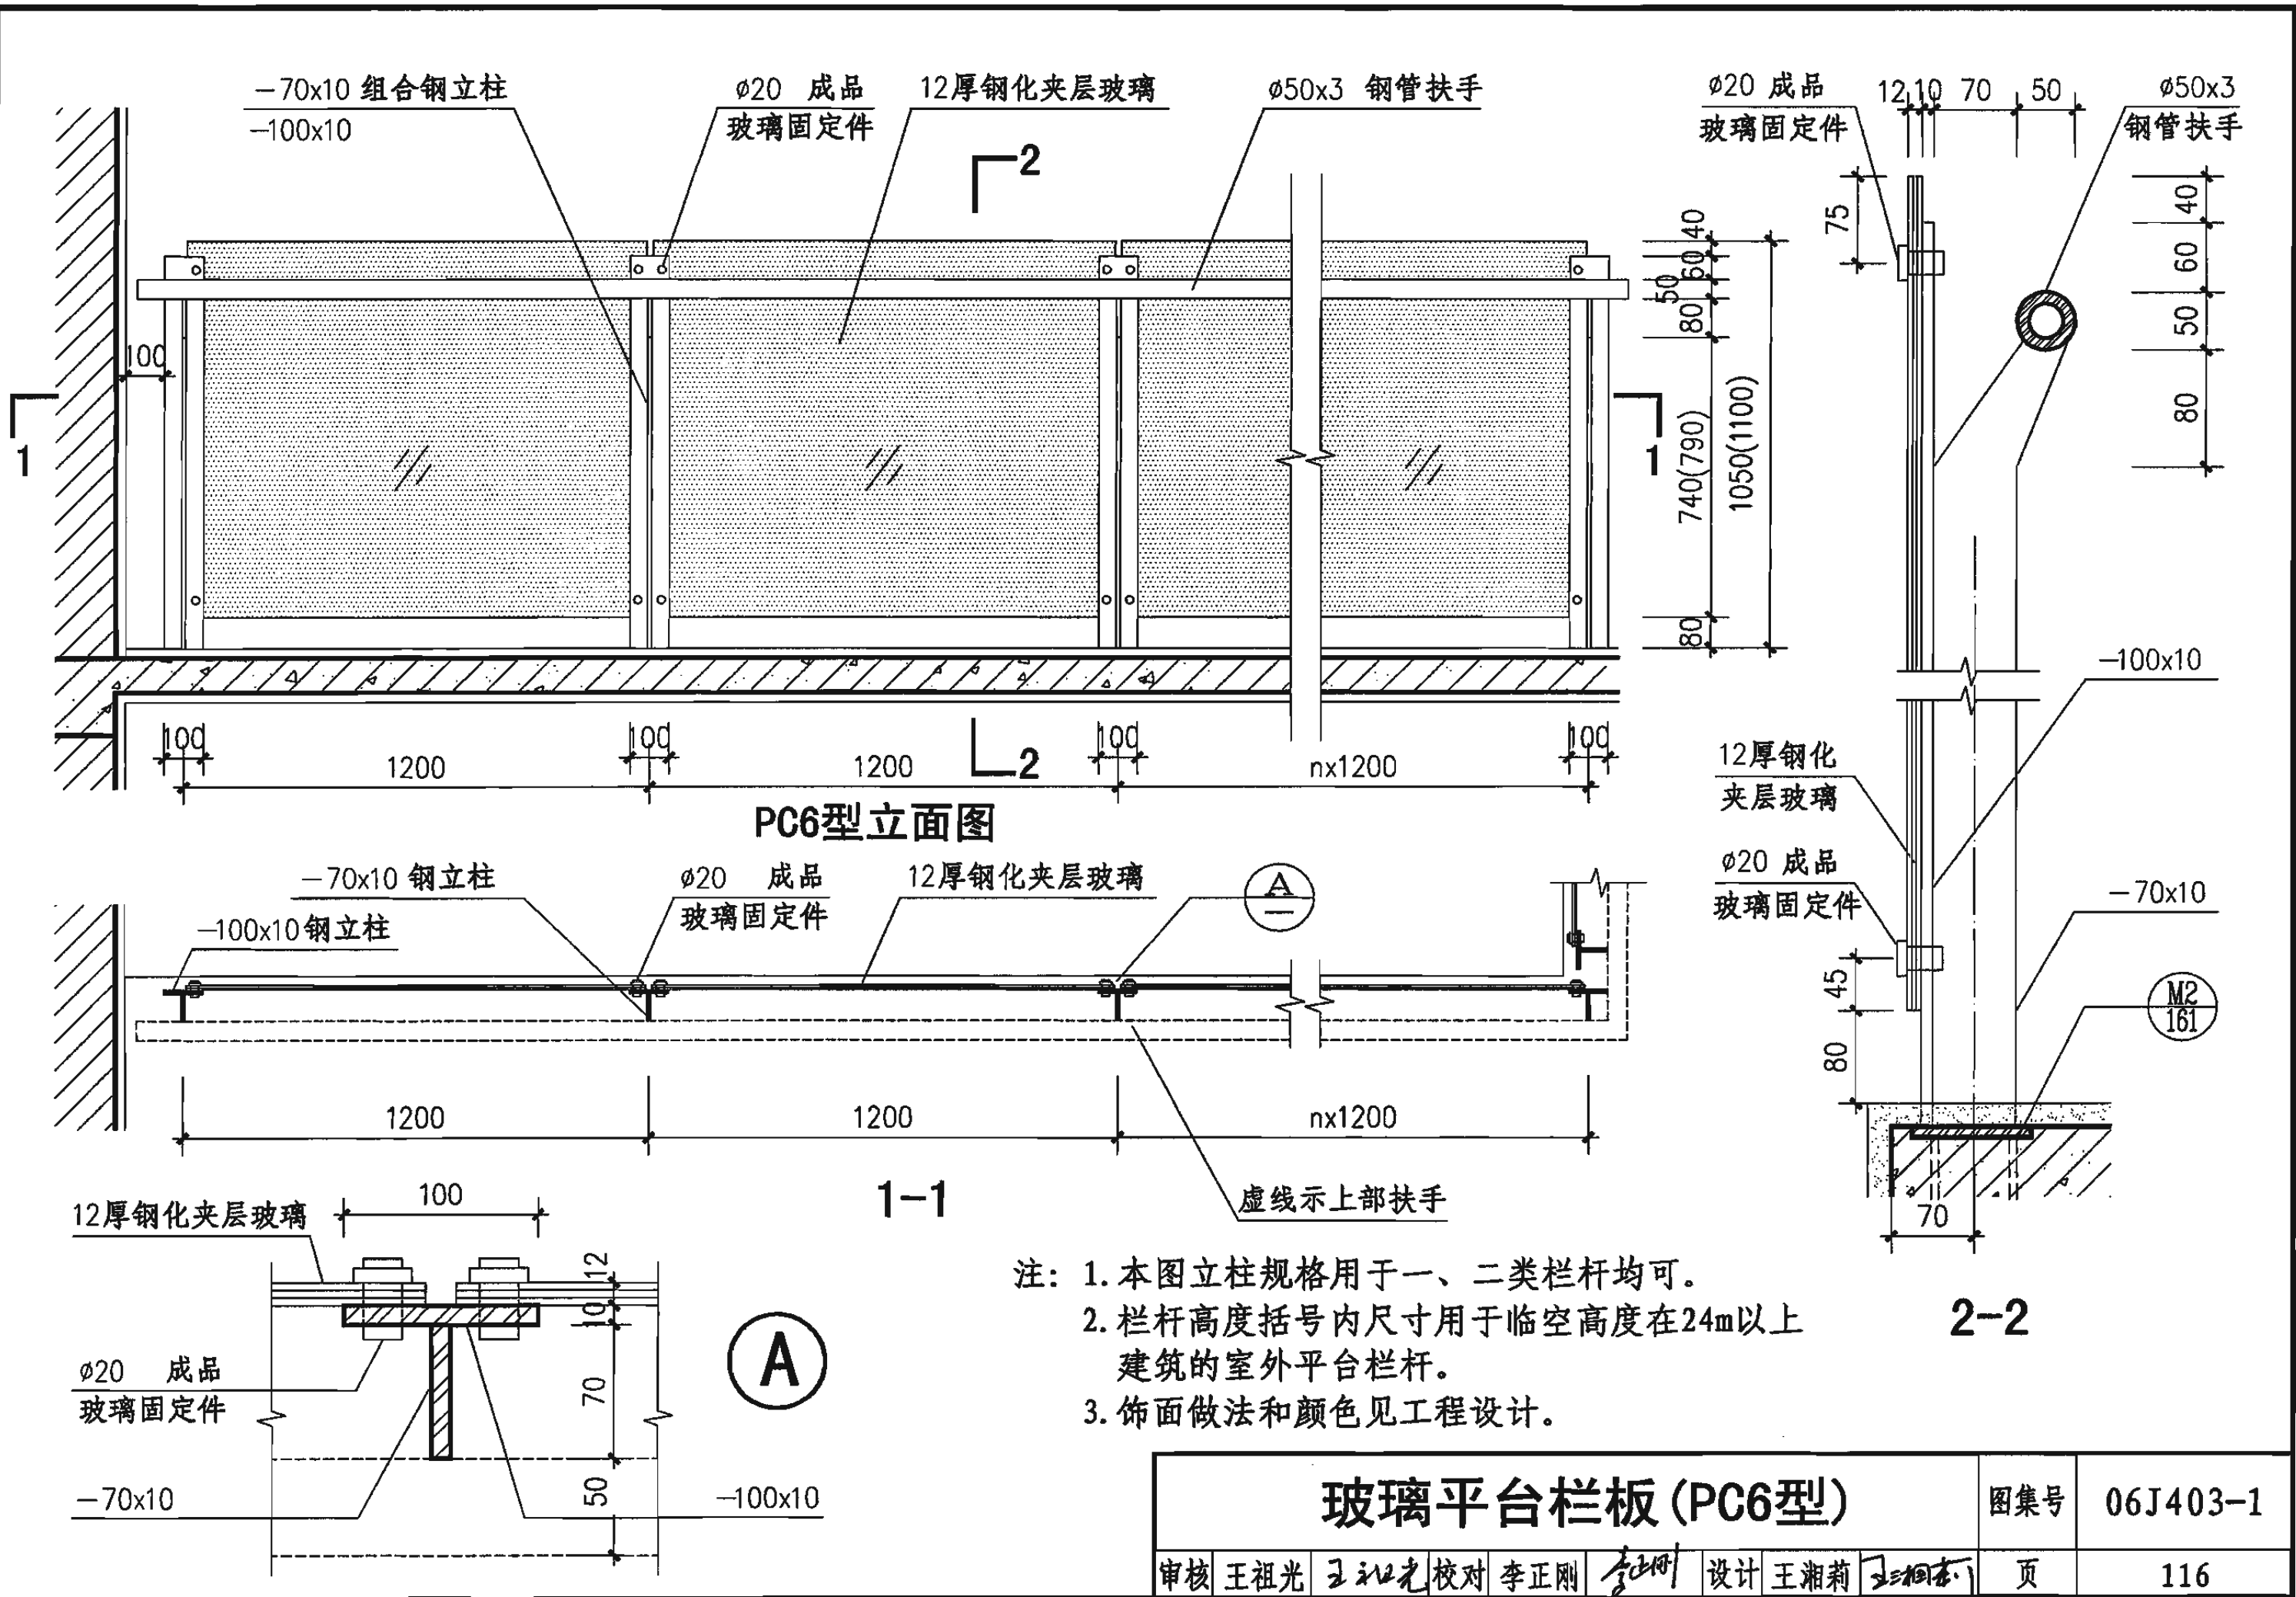 －70x10 组合钢立柱
－100x10
ø20 成品
玻璃固定件
12厚钢化夹层玻璃
ø50x3 钢管扶手
2
40
60
50
80
740(790)
80
1050(1100)
100
1
1
100
100
100
100
1200
1200
nx1200
2
PC6型立面图
ø20 成品
玻璃固定件
12
10
70
50
ø50x3
钢管扶手
75
40
60
50
80
－100x10
12厚钢化
夹层玻璃
ø20 成品
玻璃固定件
－70x10
45
80
M2
161
70
2-2
－70x10 钢立柱
ø20 成品
玻璃固定件
12厚钢化夹层玻璃
A
－100x10钢立柱
1200
1200
nx1200
1-1
虚线示上部扶手
12厚钢化夹层玻璃
100
12
10
70
50
ø20 成品
玻璃固定件
－70x10
－100x10
A
注: 1.本图立柱规格用于一、二类栏杆均可。
2.栏杆高度括号内尺寸用于临空高度在24m以上
建筑的室外平台栏杆。
3.饰面做法和颜色见工程设计。
玻璃平台栏板(PC6型)
图集号
06J403-1
审核 王祖光 王祖光 校对 李正刚 李正刚 设计 王湘莉 页 116